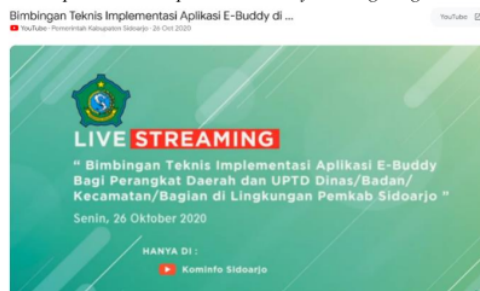 Bimbingan Teknis Implementasi Aplikasi E-Buddy di ...
YouTube
YouTube · Pemerintah Kabupaten Sidoarjo · 26 Oct 2020
LIVE STREAMING
“ Bimbingan Teknis Implementasi Aplikasi E-Buddy
Bagi Perangkat Daerah dan UPTD Dinas/Badan/
Kecamatan/Bagian di Lingkungan Pemkab Sidoarjo ”
Senin, 26 Oktober 2020
HANYA DI :
Kominfo Sidoarjo